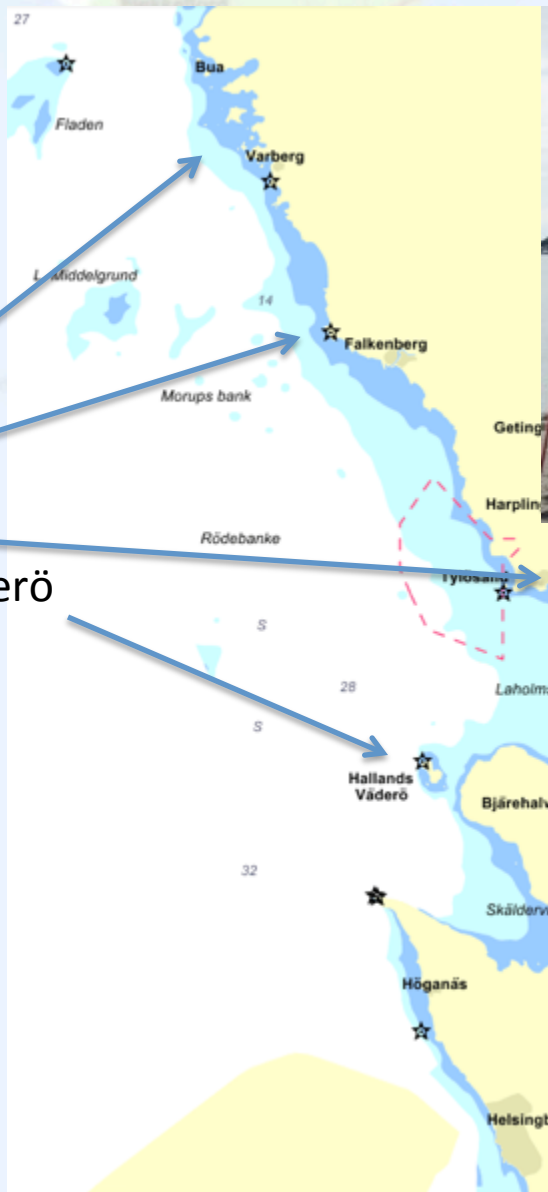 27
Bua
Fladen
Varberg
L. Middelgrund
14
Falkenberg
Morups bank
Geting
Harplin
Rödebanke
Tylösand
erö
S
28
Laholms
S
Hallands
Väderö
Bjärehalv
32
Skälderv
Höganäs
Helsingb